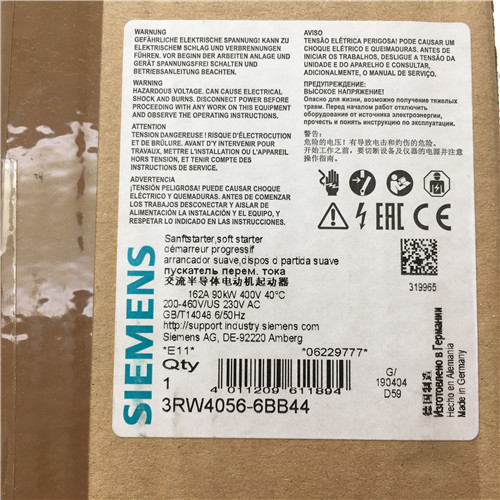 WARNUNG
GEFÄHRLICHE ELEKTRISCHE SPANNUNG! KANN ZU
ELEKTRISCHEM SCHLAG UND VERBRENNUNGEN
FÜHREN. VOR BEGINN DER ARBEITEN ANLAGE UND
GERÄT SPANNUNGSFREI SCHALTEN UND
BETRIEBSANLEITUNG BEACHTEN.
WARNING
HAZARDOUS VOLTAGE. CAN CAUSE ELECTRICAL
SHOCK AND BURNS. DISCONNECT POWER BEFORE
PROCEEDING WITH ANY WORK ON THIS EQUIPMENT
AND OBSERVE THE OPERATING INSTRUCTIONS.
ATTENTION
TENSION DANGEREUSE ! RISQUE D'ÉLECTROCUTION
ET DE BRÛLURE. AVANT D'Y INTERVENIR POUR
TRAVAUX, METTRE L'INSTALLATION OU L'APPAREIL
HORS TENSION, ET TENIR COMPTE DES
INSTRUCTIONS DE SERVICE.
ADVERTENCIA
¡TENSIÓN PELIGROSA! PUEDE CAUSAR CHOQUE
ELÉCTRICO Y QUEMADURAS. ANTES DE COMENZAR
LOS TRABAJOS DESCONECTAR Y AISLAR DE
ALIMENTACIÓN LA INSTALACIÓN Y EL EQUIPO, Y
RESPETAR LO INDICADO EN EL INSTRUCTIVO.
AVISO
TENSÃO ELÉTRICA PERIGOSA! PODE CAUSAR UM
CHOQUE ELÉTRICO E QUEIMADURAS. ANTES DE
INICIAR OS TRABALHOS, DESLIGUE A TENSÃO DA
UNIDADE E DO APARELHO E CONSULTAR,
ADICIONALMENTE, O MANUAL DE SERVIÇO.
ПРЕДУПРЕЖДЕНИЕ:
ВЫСОКОЕ НАПРЯЖЕНИЕ!
Опасно для жизни, возможно получение тяжелых
травм. Перед началом работ отключить
оборудование от источника электроэнергии,
прочесть и понять инструкцию по эксплуатации.
警告:
危险的电压！有导致电击和灼伤的危险。
开始工作之前，要切断设备及仪器的电源并注意
操作指南!
EAC CE
SIEMENS
Sanftstarter,soft starter
démarreur progressif
arrancador suave,dispos d partida suave
пускатель перем. тока
交流半导体电动机起动器
162A 90kW 400V 40°C
200-460V/US 230V AC
GB/T14048.6 6/50Hz
http://support industry siemens com
Siemens AG, DE-92220 Amberg
319965
*E11* *06229777*
Qty
1
4 011209 611894
3RW4056-6BB44
G/
190404
D59
德国制造
Изготовлено в Германии
Hecho en Alemania
Made in Germany